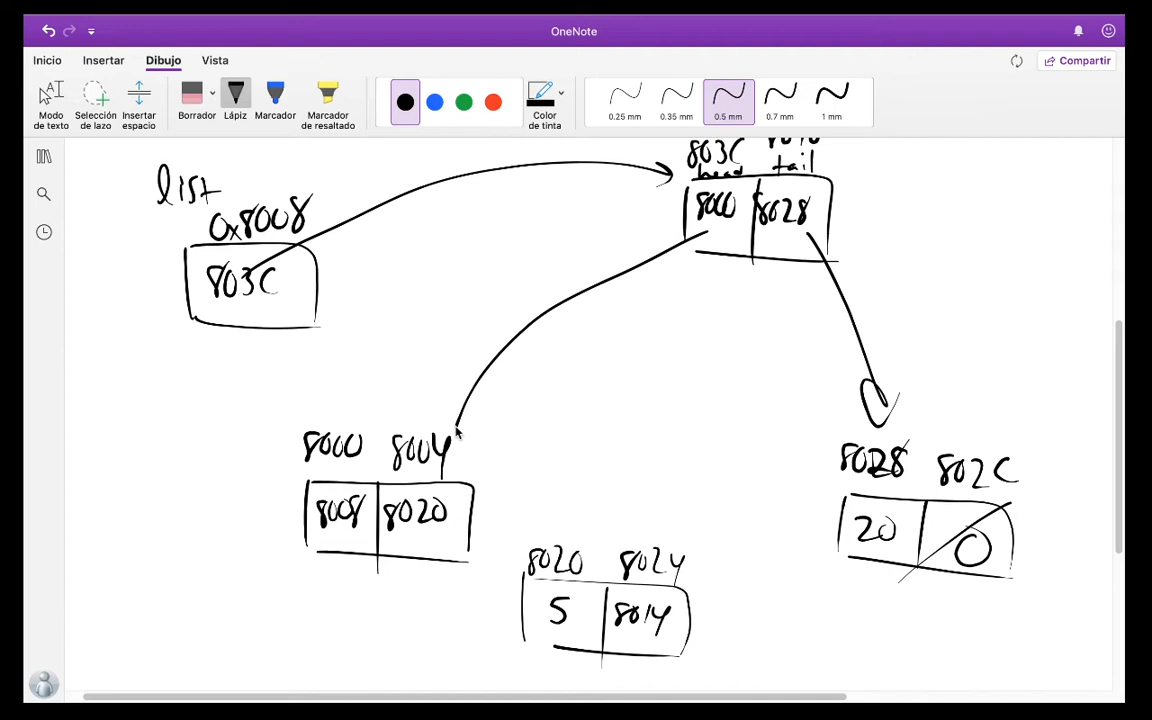 OneNote
Inicio Insertar Dibujo Vista
Compartir
Modo de texto
Selección de lazo
Insertar espacio
Borrador
Lápiz
Marcador
Marcador de resaltado
Color de tinta
0.25 mm 0.35 mm 0.5 mm 0.7 mm 1 mm
803C
head tail
8000 8028
list
0x8008
803C
8000 8004
8008 8020
8028 802C
20 0
8020 8024
5 8014